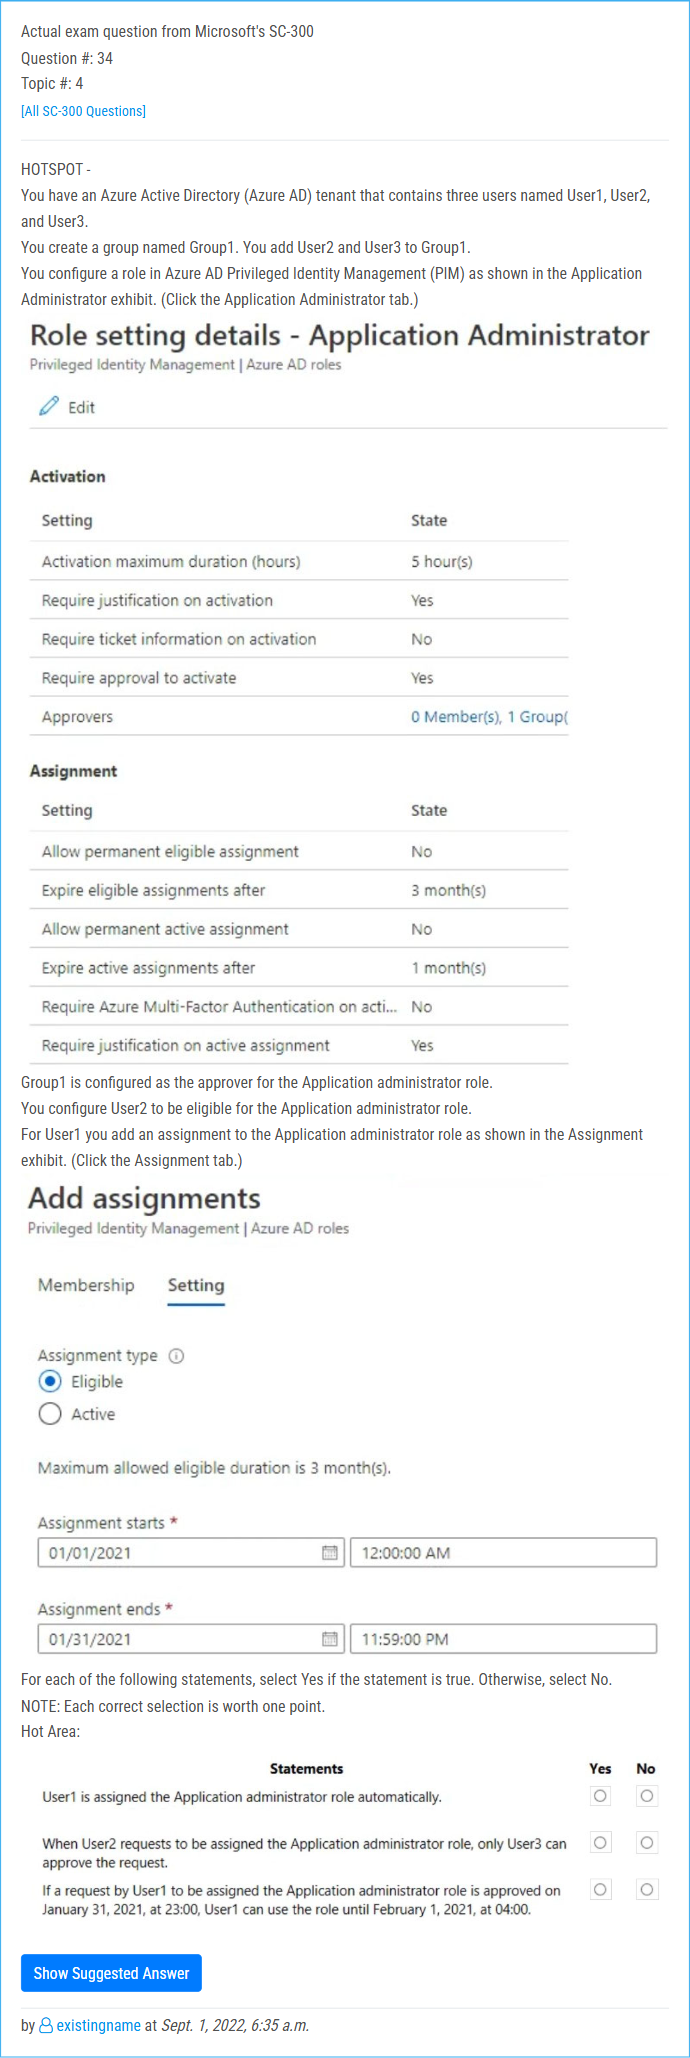 Actual exam question from Microsoft's SC-300
Question #: 34
Topic #: 4
[All SC-300 Questions]
HOTSPOT -
You have an Azure Active Directory (Azure AD) tenant that contains three users named User1, User2,
and User3.
You create a group named Group1. You add User2 and User3 to Group1.
You configure a role in Azure AD Privileged Identity Management (PIM) as shown in the Application
Administrator exhibit. (Click the Application Administrator tab.)
Role setting details - Application Administrator
Privileged Identity Management | Azure AD roles
Edit
Activation
Setting State
Activation maximum duration (hours) 5 hour(s)
Require justification on activation Yes
Require ticket information on activation No
Require approval to activate Yes
Approvers 0 Member(s), 1 Group(
Assignment
Setting State
Allow permanent eligible assignment No
Expire eligible assignments after 3 month(s)
Allow permanent active assignment No
Expire active assignments after 1 month(s)
Require Azure Multi-Factor Authentication on acti... No
Require justification on active assignment Yes
Group1 is configured as the approver for the Application administrator role.
You configure User2 to be eligible for the Application administrator role.
For User1 you add an assignment to the Application administrator role as shown in the Assignment
exhibit. (Click the Assignment tab.)
Add assignments
Privileged Identity Management | Azure AD roles
Membership Setting
Assignment type
Eligible
Active
Maximum allowed eligible duration is 3 month(s).
Assignment starts *
01/01/2021 12:00:00 AM
Assignment ends *
01/31/2021 11:59:00 PM
For each of the following statements, select Yes if the statement is true. Otherwise, select No.
NOTE: Each correct selection is worth one point.
Hot Area:
Statements Yes No
User1 is assigned the Application administrator role automatically.
When User2 requests to be assigned the Application administrator role, only User3 can
approve the request.
If a request by User1 to be assigned the Application administrator role is approved on
January 31, 2021, at 23:00, User1 can use the role until February 1, 2021, at 04:00.
Show Suggested Answer
by existingname at Sept. 1, 2022, 6:35 a.m.